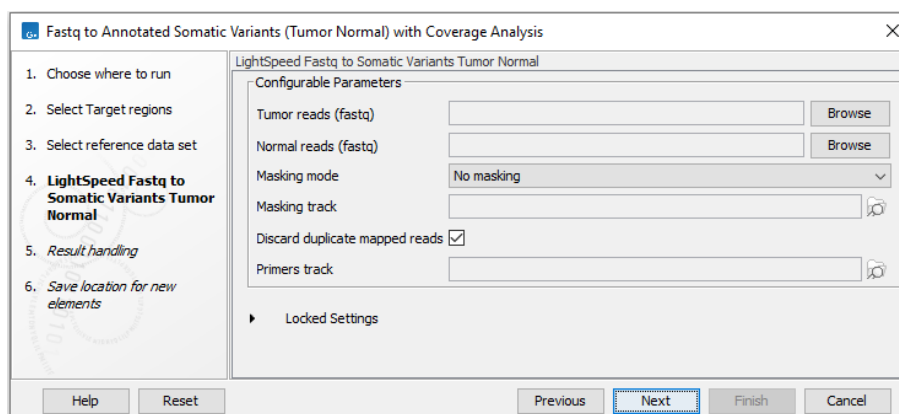 Fastq to Annotated Somatic Variants (Tumor Normal) with Coverage Analysis
1. Choose where to run
2. Select Target regions
3. Select reference data set
4. LightSpeed Fastq to
Somatic Variants Tumor
Normal
5. Result handling
6. Save location for new
elements
LightSpeed Fastq to Somatic Variants Tumor Normal
Configurable Parameters
Tumor reads (fastq)
Browse
Normal reads (fastq)
Browse
Masking mode
No masking
Masking track
Discard duplicate mapped reads
Primers track
Locked Settings
Help
Reset
Previous
Next
Finish
Cancel